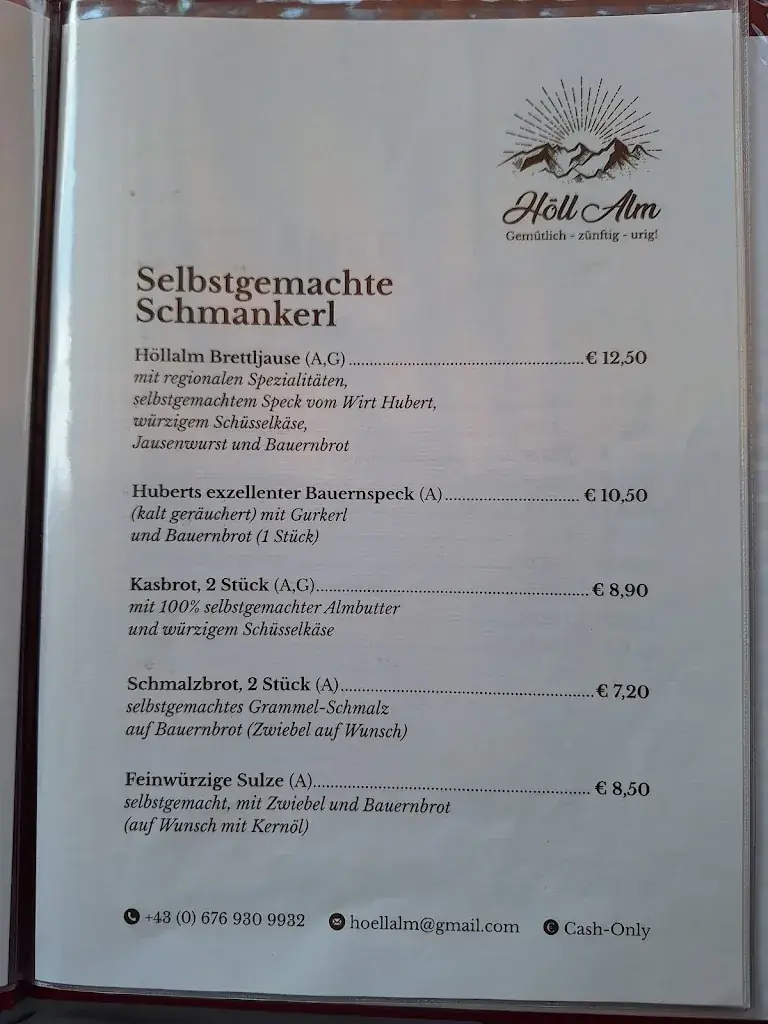 Höll Alm
Gemütlich - zünftig - urig!
Selbstgemachte
Schmankerl
Höllalm Brettljause (A,G) ........ € 12,50
mit regionalen Spezialitäten,
selbstgemachtem Speck vom Wirt Hubert,
würzigem Schüsselkäse,
Jausenwurst und Bauernbrot
Huberts exzellenter Bauernspeck (A) ........ € 10,50
(kalt geräuchert) mit Gurkerl
und Bauernbrot (1 Stück)
Kasbrot, 2 Stück (A,G) ........ € 8,90
mit 100% selbstgemachter Almbutter
und würzigem Schüsselkäse
Schmalzbrot, 2 Stück (A) ........ € 7,20
selbstgemachtes Grammel-Schmalz
auf Bauernbrot (Zwiebel auf Wunsch)
Feinwürzige Sulze (A) ........ € 8,50
selbstgemacht, mit Zwiebel und Bauernbrot
(auf Wunsch mit Kernöl)
+43 (0) 676 930 9932 hoellalm@gmail.com € Cash-Only